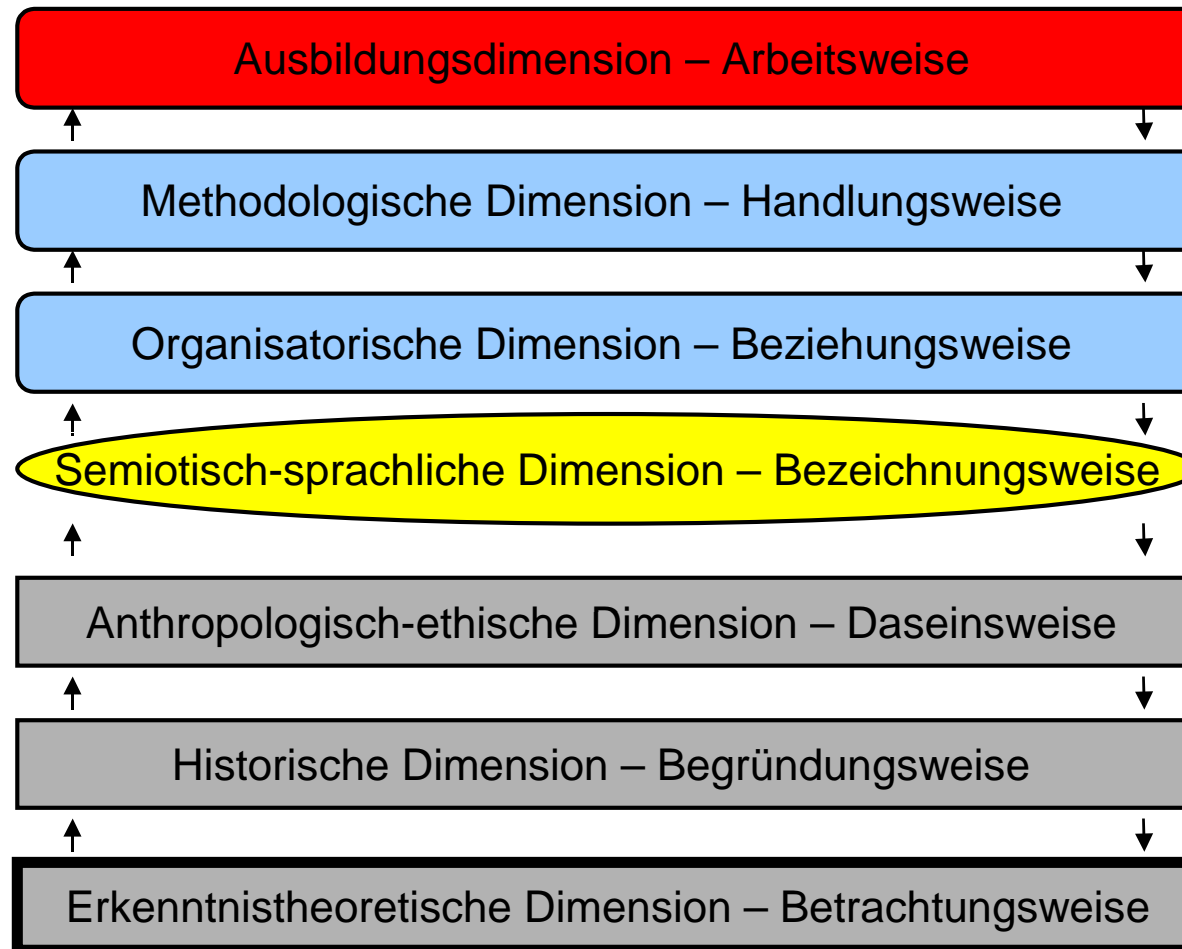 Ausbildungsdimension – Arbeitsweise
Methodologische Dimension – Handlungsweise
Organisatorische Dimension – Beziehungsweise
Semiotisch-sprachliche Dimension – Bezeichnungsweise
Anthropologisch-ethische Dimension – Daseinsweise
Historische Dimension – Begründungsweise
Erkenntnistheoretische Dimension – Betrachtungsweise